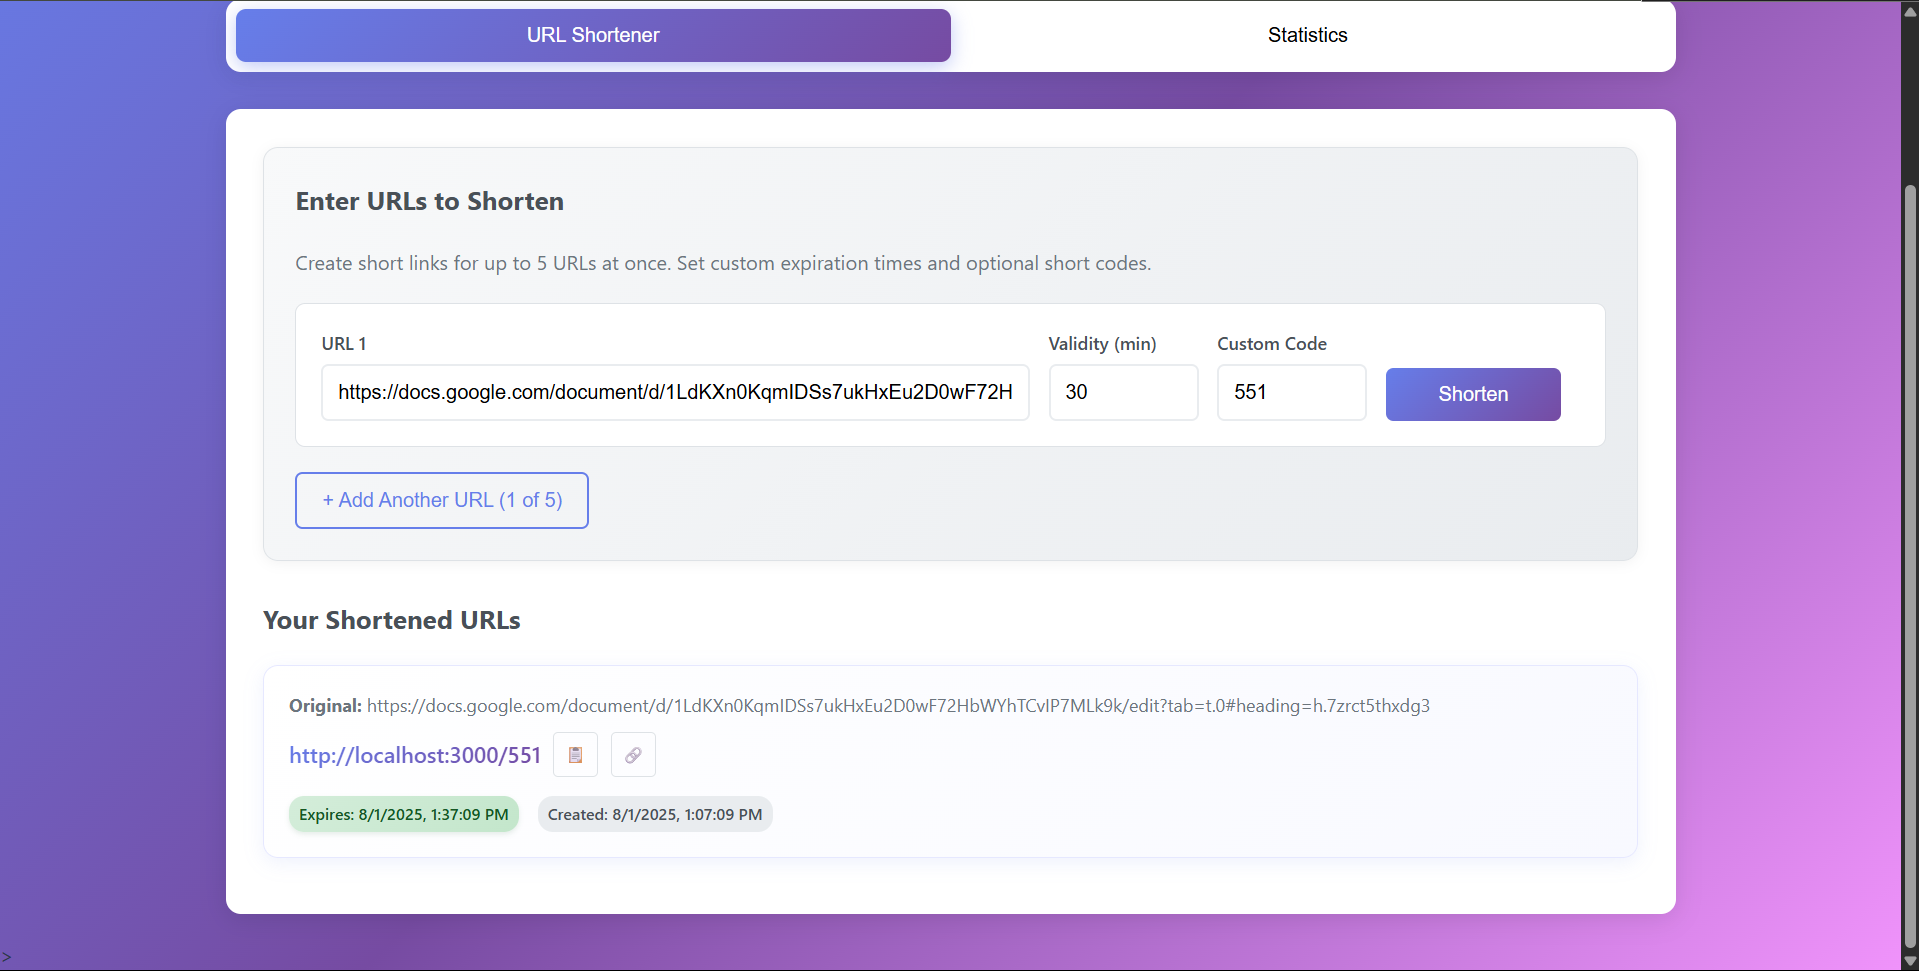 URL Shortener
Statistics
Enter URLs to Shorten
Create short links for up to 5 URLs at once. Set custom expiration times and optional short codes.
URL 1
Validity (min)
Custom Code
https://docs.google.com/document/d/1LdKXn0KqmIDSs7ukHxEu2D0wF72H
30
551
Shorten
+ Add Another URL (1 of 5)
Your Shortened URLs
Original: https://docs.google.com/document/d/1LdKXn0KqmIDSs7ukHxEu2D0wF72HbWYhTCvIP7MLk9k/edit?tab=t.0#heading=h.7zrct5thxdg3
http://localhost:3000/551
Expires: 8/1/2025, 1:37:09 PM
Created: 8/1/2025, 1:07:09 PM
>